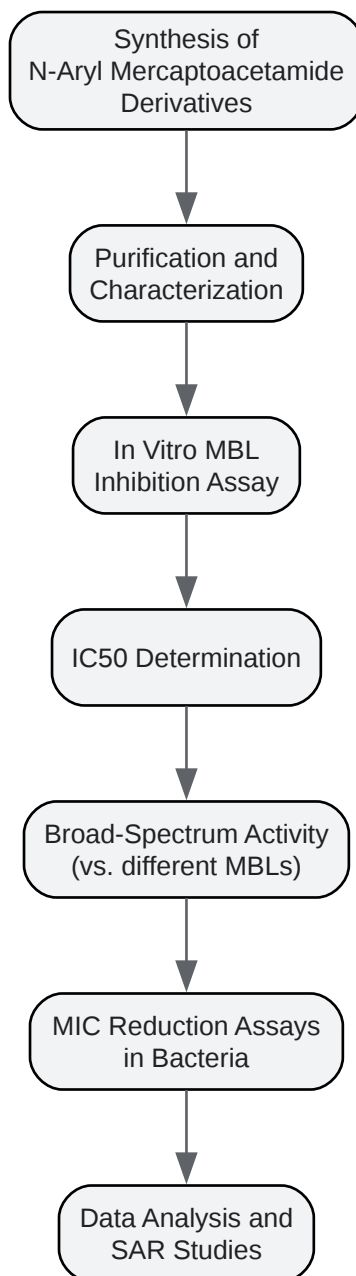 Synthesis of
N-Aryl Mercaptoacetamide
Derivatives
Purification and
Characterization
In Vitro MBL
Inhibition Assay
IC50 Determination
Broad-Spectrum Activity
(vs. different MBLs)
MIC Reduction Assays
in Bacteria
Data Analysis and
SAR Studies